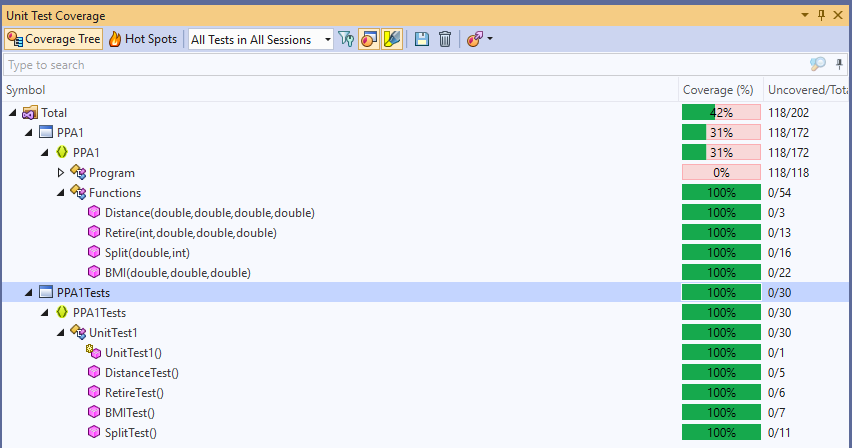 Unit Test Coverage
Coverage Tree Hot Spots All Tests in All Sessions
Type to search
Symbol Coverage (%) Uncovered/Tota
Total 42% 118/202
PPA1 31% 118/172
PPA1 31% 118/172
Program 0% 118/118
Functions 100% 0/54
Distance(double,double,double,double) 100% 0/3
Retire(int,double,double,double) 100% 0/13
Split(double,int) 100% 0/16
BMI(double,double,double) 100% 0/22
PPA1Tests 100% 0/30
PPA1Tests 100% 0/30
UnitTest1 100% 0/30
UnitTest1() 100% 0/1
DistanceTest() 100% 0/5
RetireTest() 100% 0/6
BMITest() 100% 0/7
SplitTest() 100% 0/11